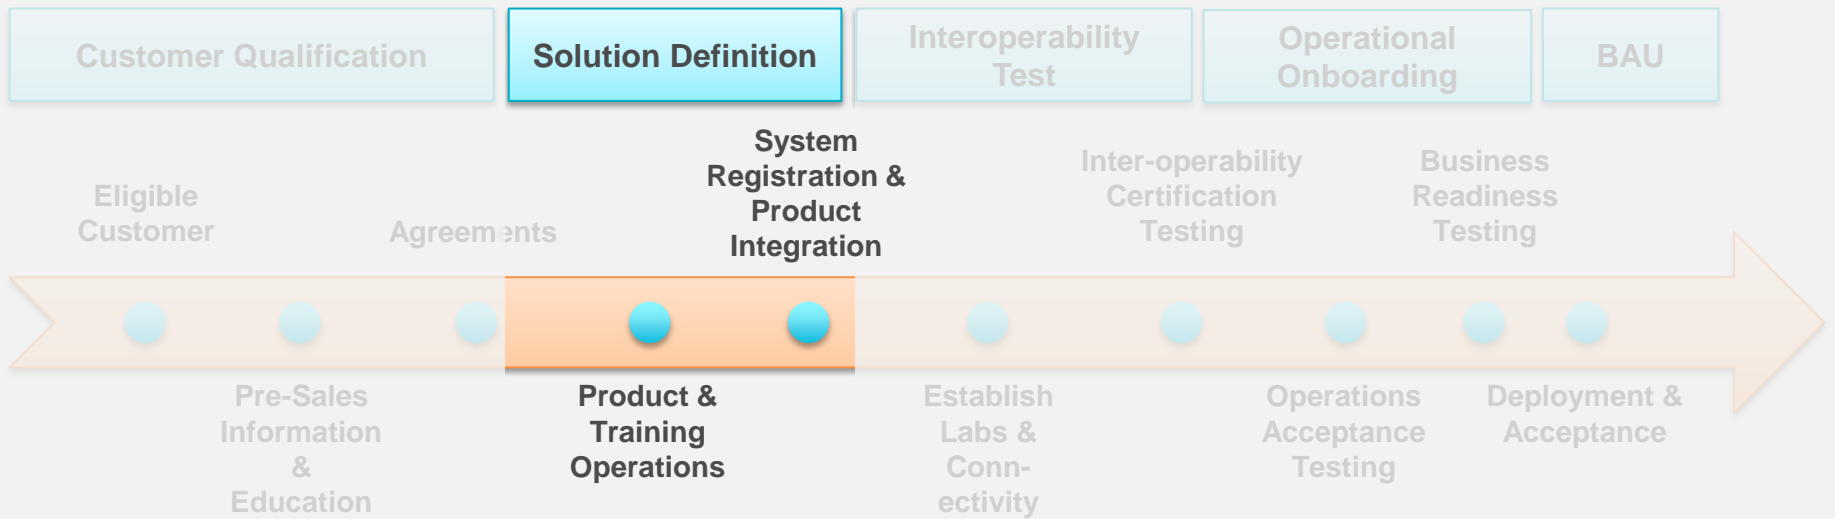 Customer Qualification
Solution Definition
Interoperability
Test
Operational
Onboarding
BAU
Eligible
Customer
Agreements
System
Registration &
Product
Integration
Inter-operability
Certification
Testing
Business
Readiness
Testing
Pre-Sales
Information
&
Education
Product &
Training
Operations
Establish
Labs &
Conn-
ectivity
Operations
Acceptance
Testing
Deployment &
Acceptance